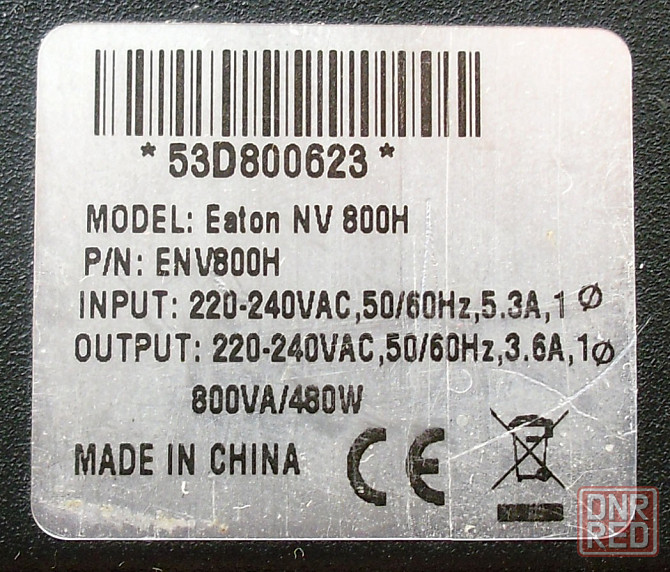 *53D800623*
MODEL: Eaton NV 800H
P/N: ENV800H
INPUT: 220-240VAC,50/60Hz,5.3A,1Ø
OUTPUT: 220-240VAC,50/60Hz,3.6A,1Ø
800VA/480W
MADE IN CHINA
CE
DNR
RED